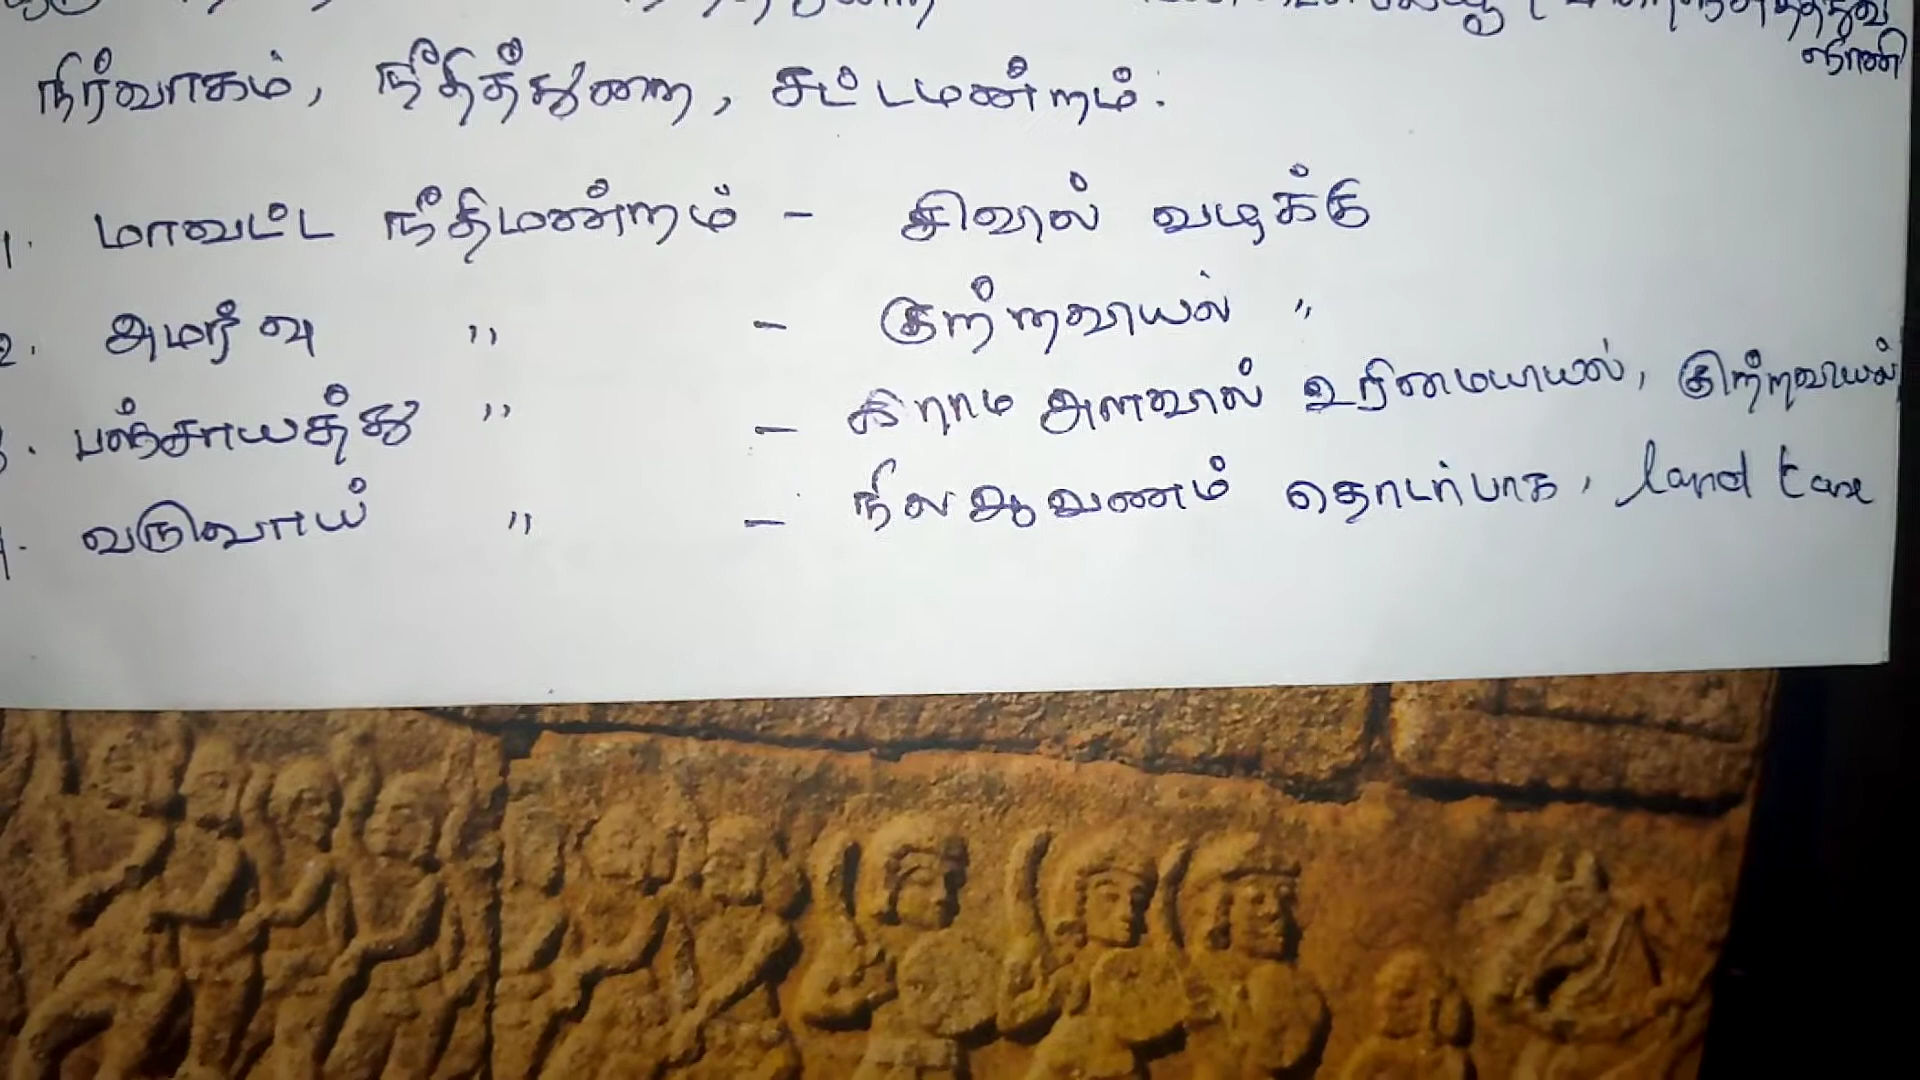 நிர்வாகம், நீதித்துறை, சட்டமன்றம்.
1. மாவட்ட நீதிமன்றம் - சிவில் வழக்கு
2. அமர்வு " - குற்றவியல் "
3. பஞ்சாயத்து " - கிராம அளவில் உரிமையியல், குற்றவியல்
4. வருவாய் " - நில ஆவணம் தொடர்பாக, land tax